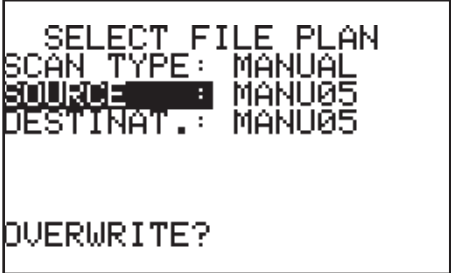 SELECT FILE PLAN
SCAN TYPE: MANUAL
SOURCE : MANU05
DESTINAT.: MANU05
OVERWRITE?